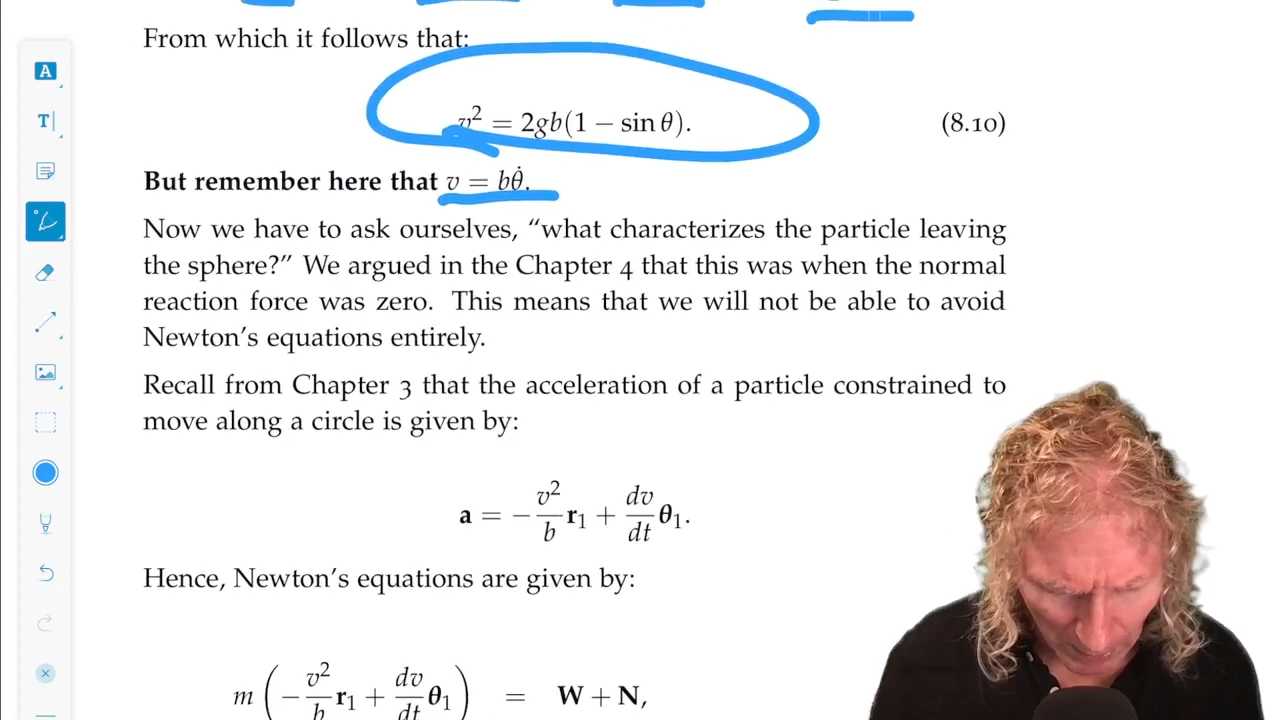 From which it follows that:
v² = 2gb(1 − sin θ). (8.10)
But remember here that v = bθ̇.
Now we have to ask ourselves, “what characterizes the particle leaving
the sphere?” We argued in the Chapter 4 that this was when the normal
reaction force was zero. This means that we will not be able to avoid
Newton’s equations entirely.
Recall from Chapter 3 that the acceleration of a particle constrained to
move along a circle is given by:
a = −v²/b r₁ + dv/dt θ₁.
Hence, Newton’s equations are given by:
m (−v²/b r₁ + dv/dt θ₁) = W + N,